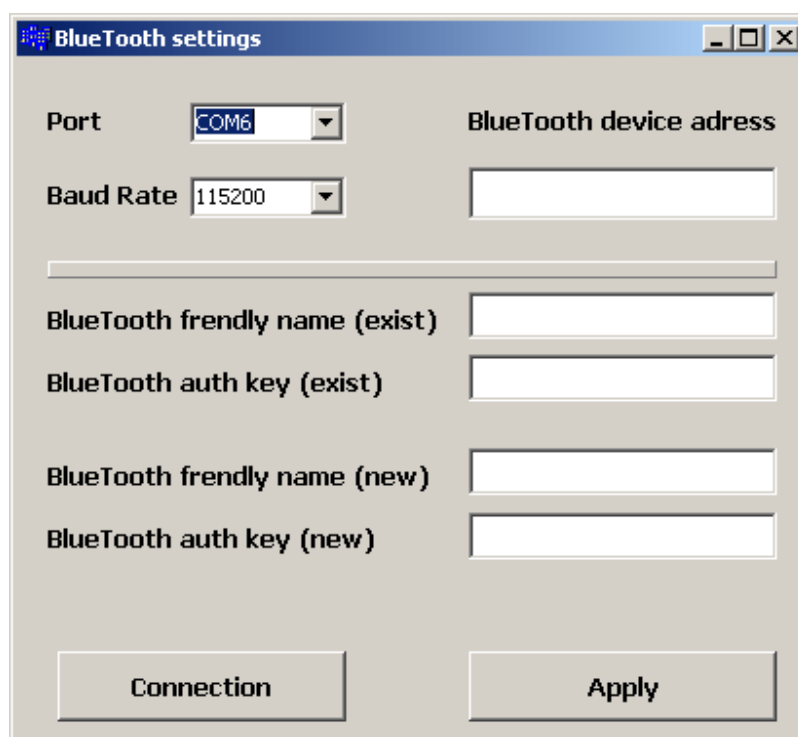 BlueTooth settings
Port COM6 BlueTooth device adress
Baud Rate 115200
BlueTooth frendly name (exist)
BlueTooth auth key (exist)
BlueTooth frendly name (new)
BlueTooth auth key (new)
Connection Apply